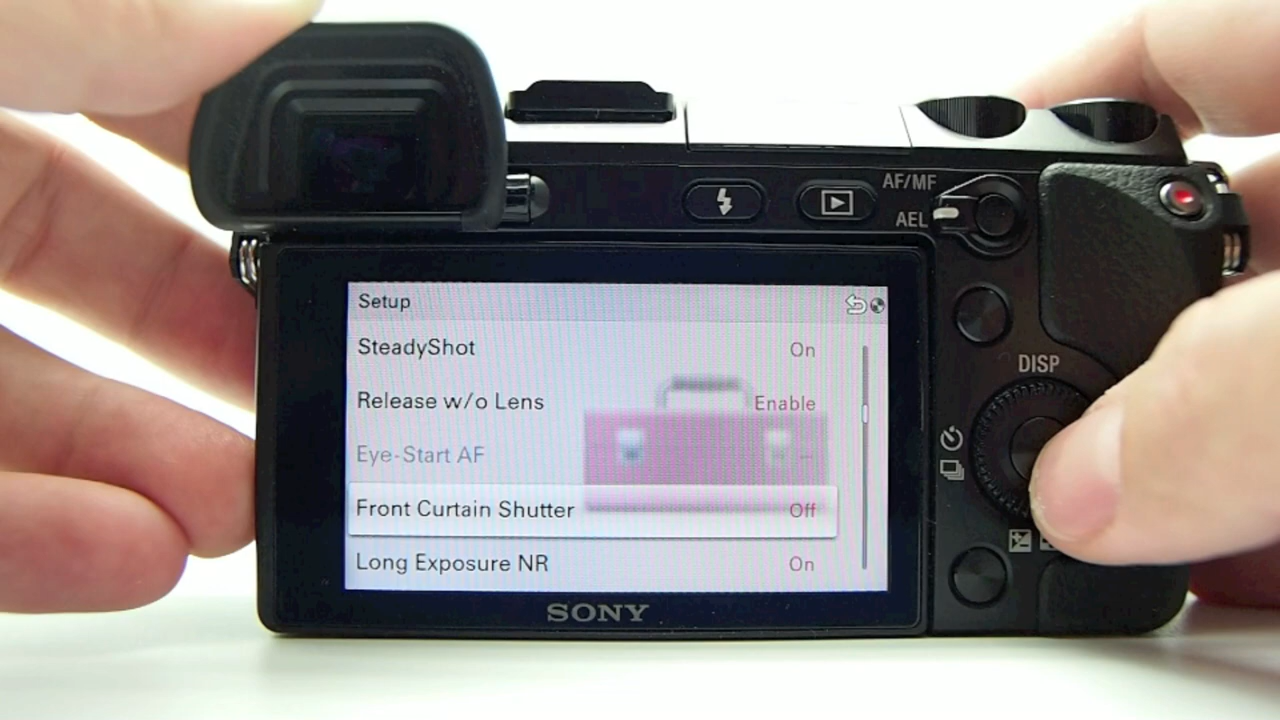 AF/MF
AEL
Setup
SteadyShot On
Release w/o Lens Enable
Eye-Start AF --
Front Curtain Shutter Off
Long Exposure NR On
DISP
SONY